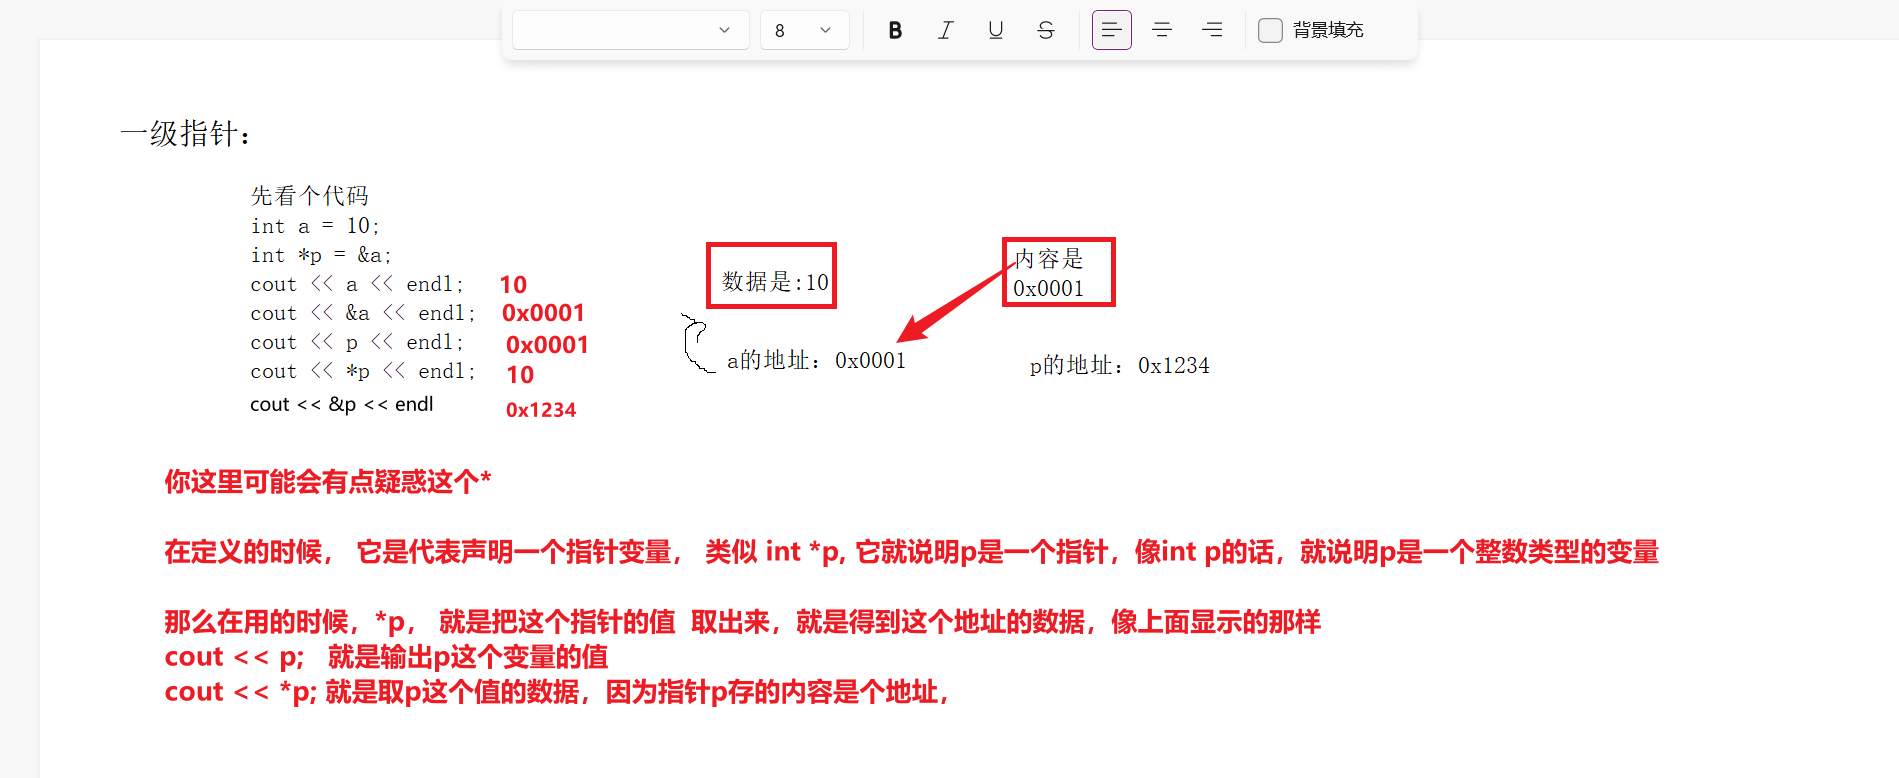 8 B I U S 背景填充
一级指针：
先看个代码
int a = 10;
int *p = &a;
cout << a << endl; 10
cout << &a << endl; 0x0001
cout << p << endl; 0x0001
cout << *p << endl; 10
cout << &p << endl 0x1234
数据是:10
a的地址：0x0001
内容是
0x0001
p的地址：0x1234
你这里可能会有点疑惑这个*
在定义的时候， 它是代表声明一个指针变量， 类似 int *p, 它就说明p是一个指针，像int p的话，就说明p是一个整数类型的变量
那么在用的时候，*p， 就是把这个指针的值 取出来，就是得到这个地址的数据，像上面显示的那样
cout << p; 就是输出p这个变量的值
cout << *p; 就是取p这个值的数据，因为指针p存的内容是个地址，